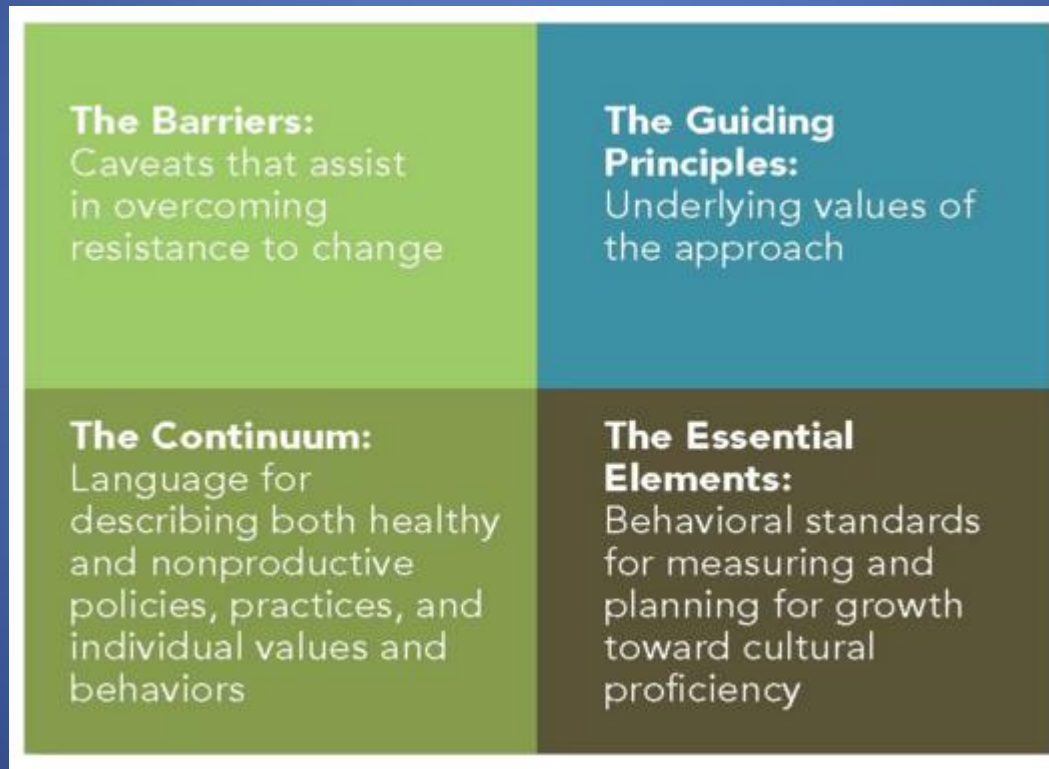 The Barriers:
Caveats that assist
in overcoming
resistance to change
The Guiding
Principles:
Underlying values of
the approach
The Continuum:
Language for
describing both healthy
and nonproductive
policies, practices, and
individual values and
behaviors
The Essential
Elements:
Behavioral standards
for measuring and
planning for growth
toward cultural
proficiency